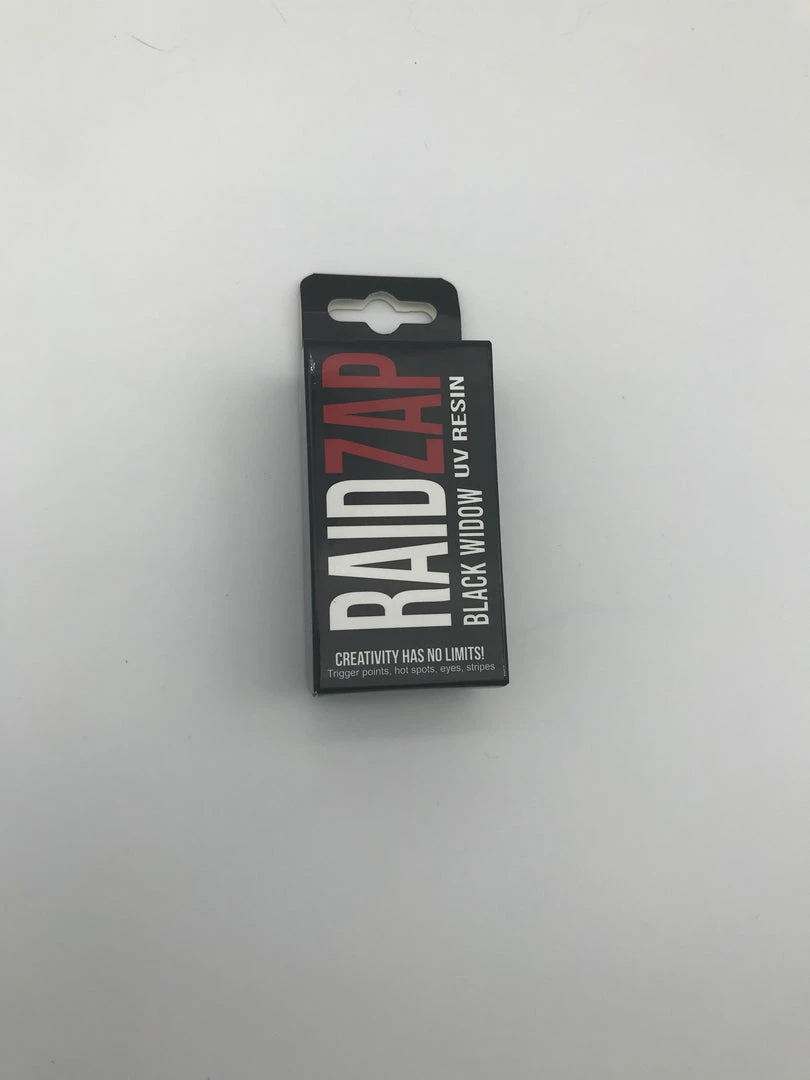 RAIDZAP
BLACK WIDOW UV RESIN
CREATIVITY HAS NO LIMITS!
Trigger points, hot spots, eyes, stripes